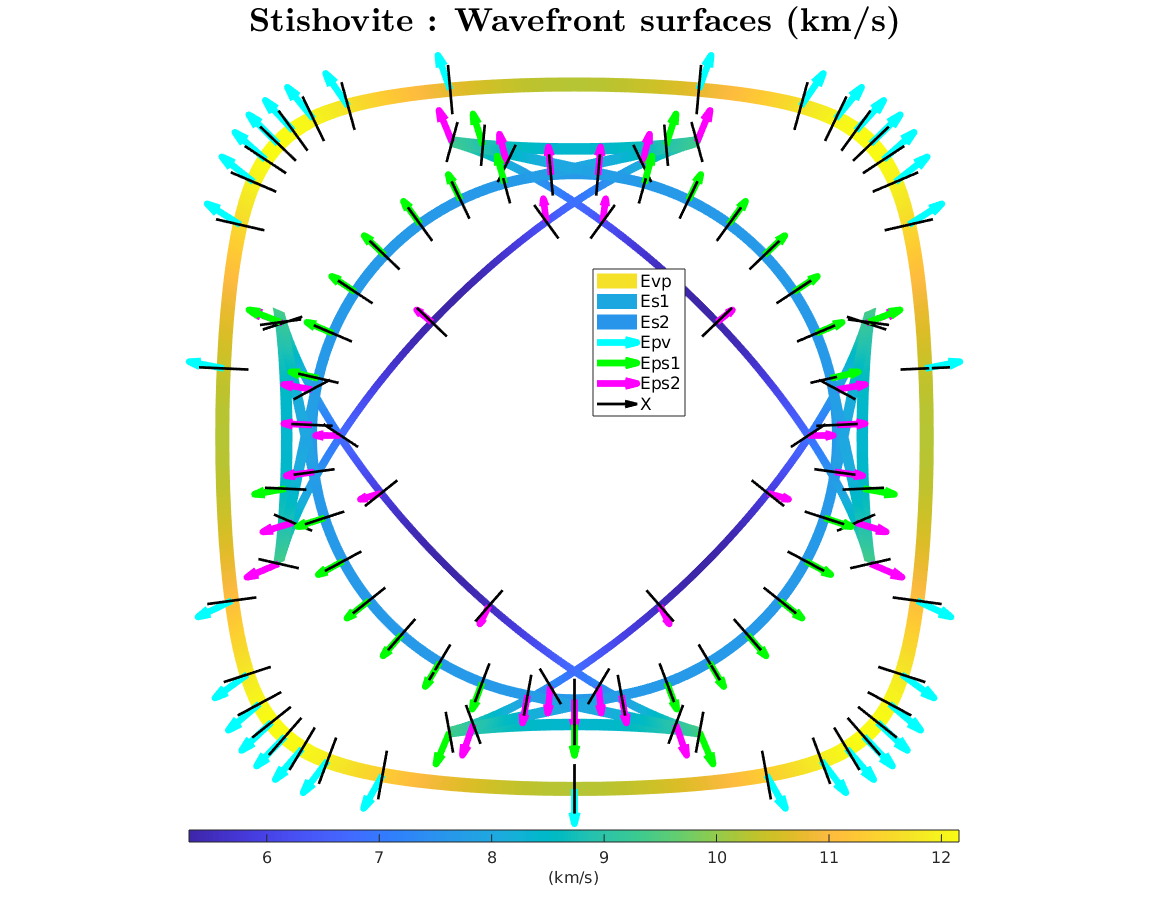 Stishovite : Wavefront surfaces (km/s)
Evp
Es1
Es2
Epv
Eps1
Eps2
X
6 7 8 9 10 11 12
(km/s)